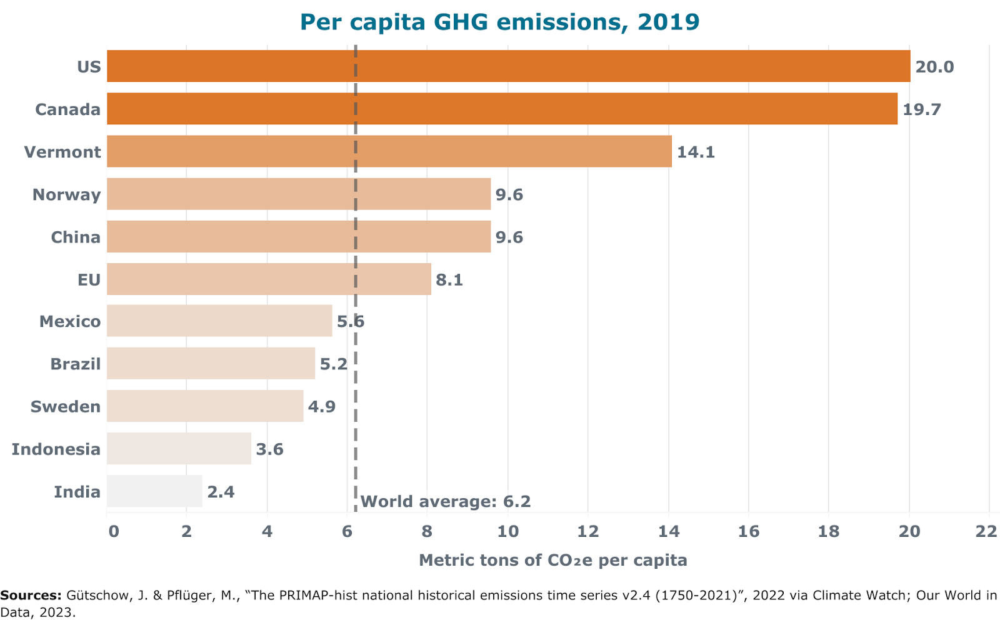 Per capita GHG emissions, 2019
US 20.0
Canada 19.7
Vermont 14.1
Norway 9.6
China 9.6
EU 8.1
Mexico 5.6
Brazil 5.2
Sweden 4.9
Indonesia 3.6
India 2.4
World average: 6.2
0 2 4 6 8 10 12 14 16 18 20 22
Metric tons of CO₂e per capita
Sources: Gütschow, J. & Pflüger, M., “The PRIMAP-hist national historical emissions time series v2.4 (1750-2021)”, 2022 via Climate Watch; Our World in
Data, 2023.